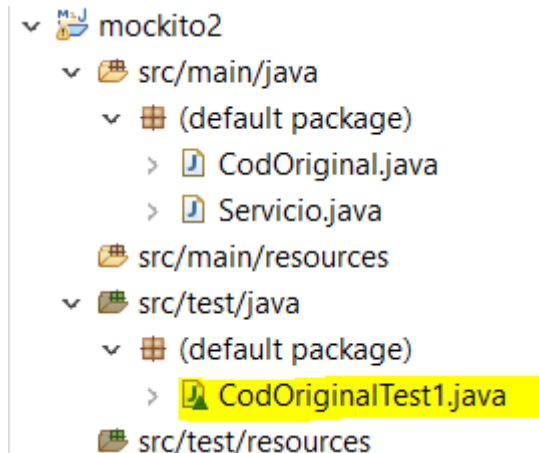 mockito2
src/main/java
(default package)
CodOriginal.java
Servicio.java
src/main/resources
src/test/java
(default package)
CodOriginalTest1.java
src/test/resources